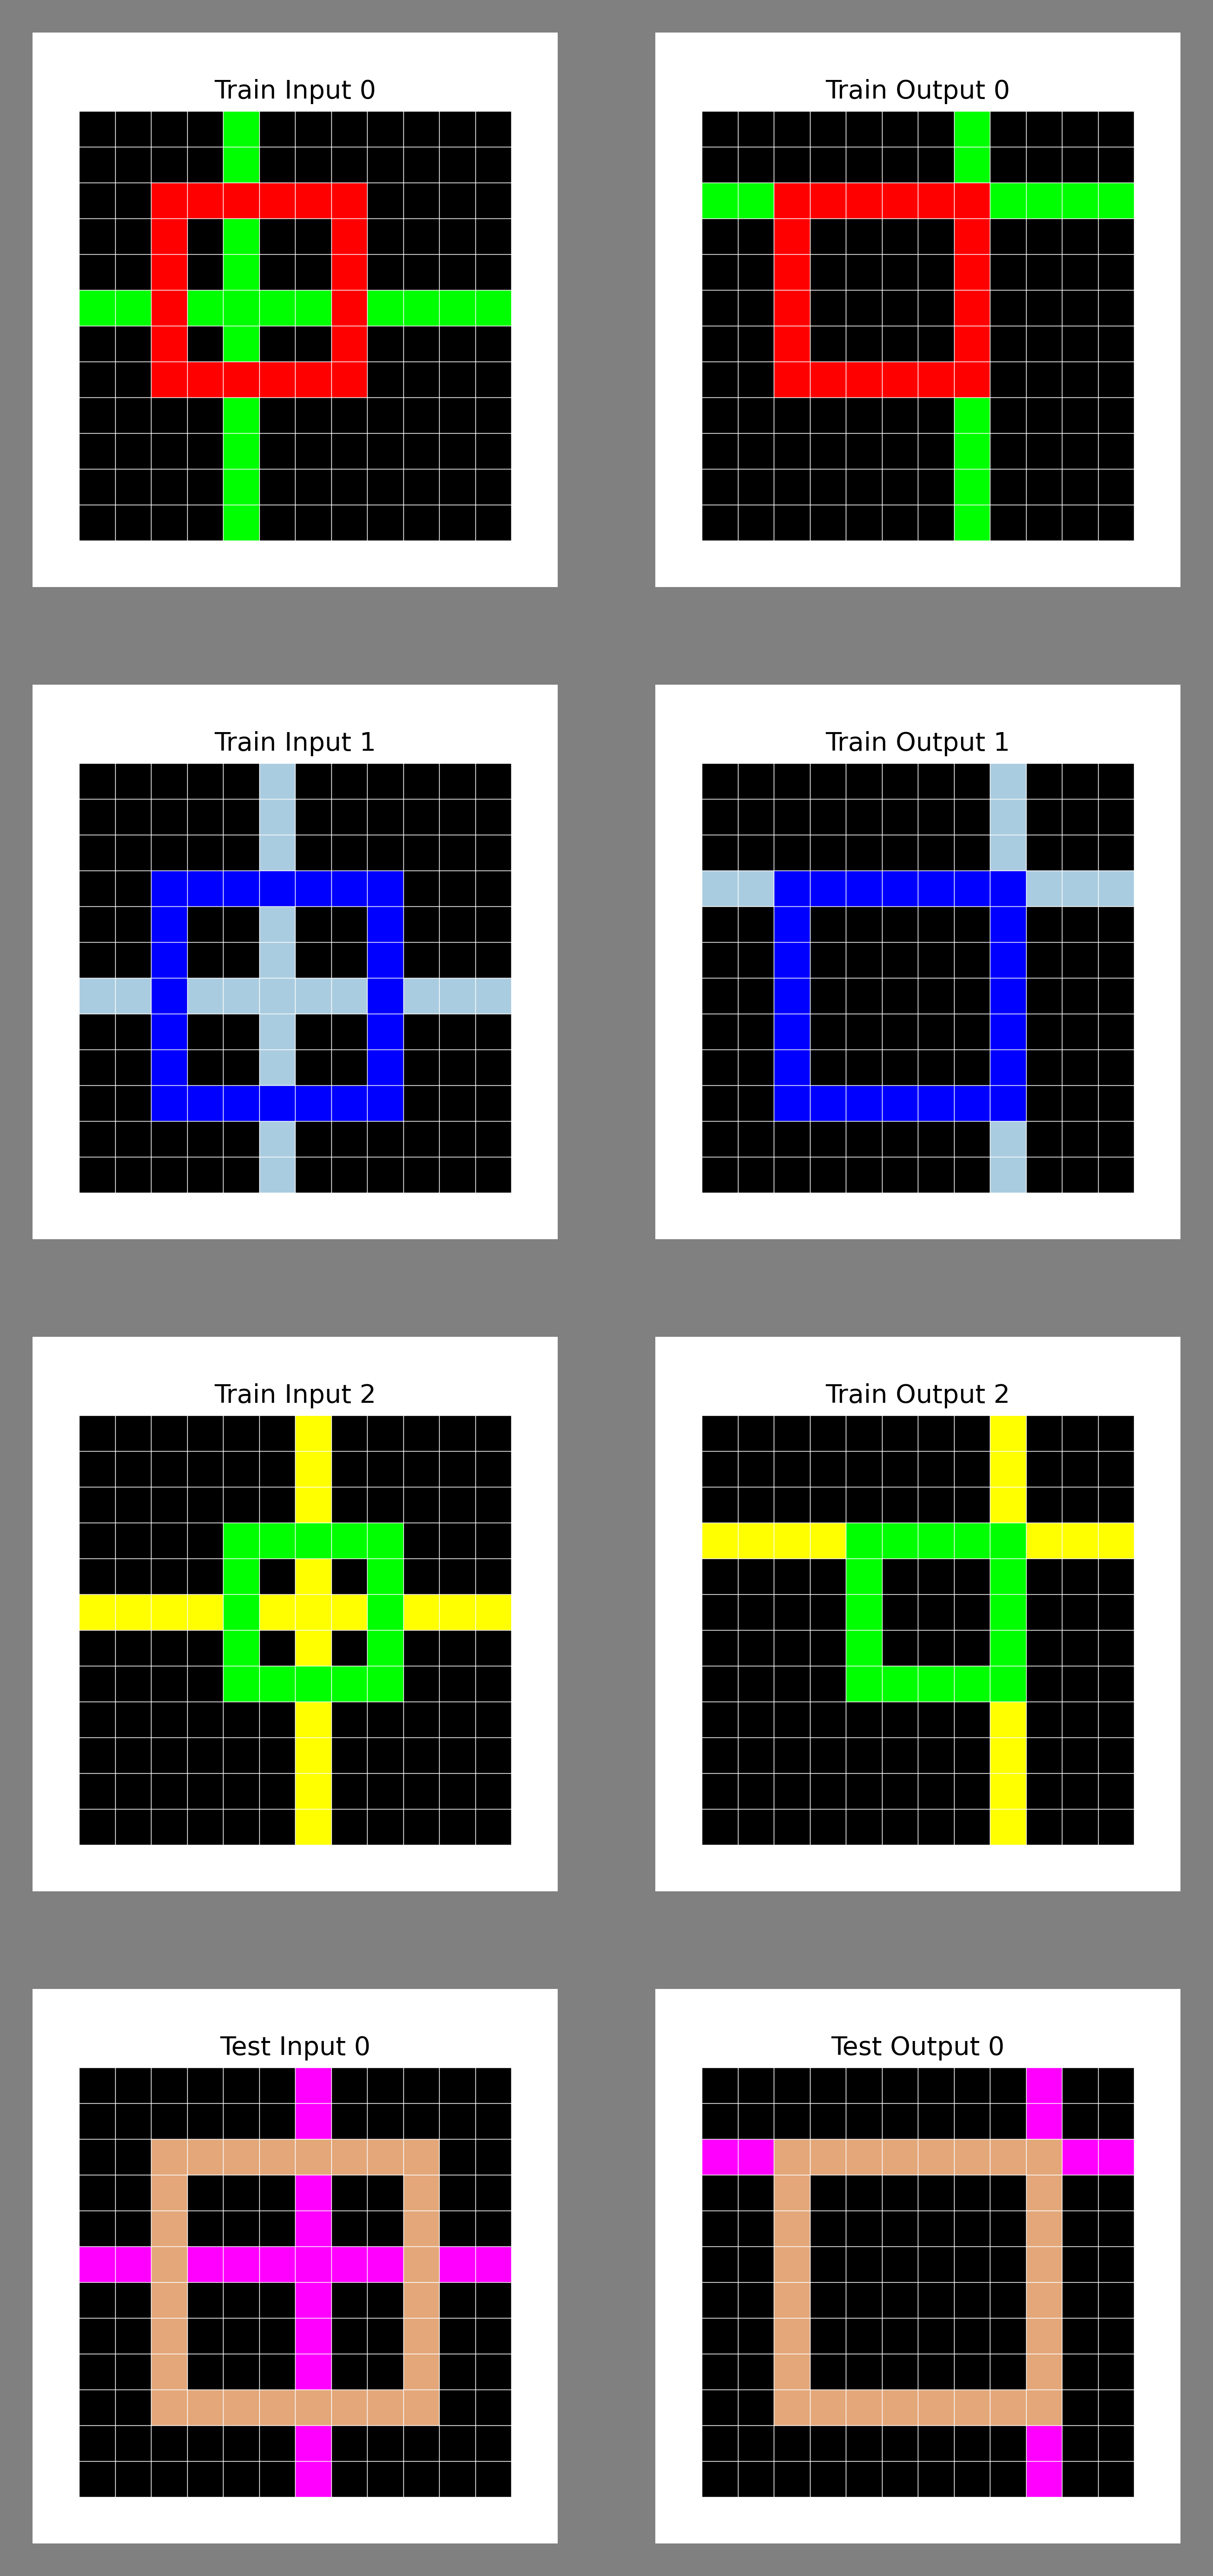 Train Input 0
Train Output 0
Train Input 1
Train Output 1
Train Input 2
Train Output 2
Test Input 0
Test Output 0